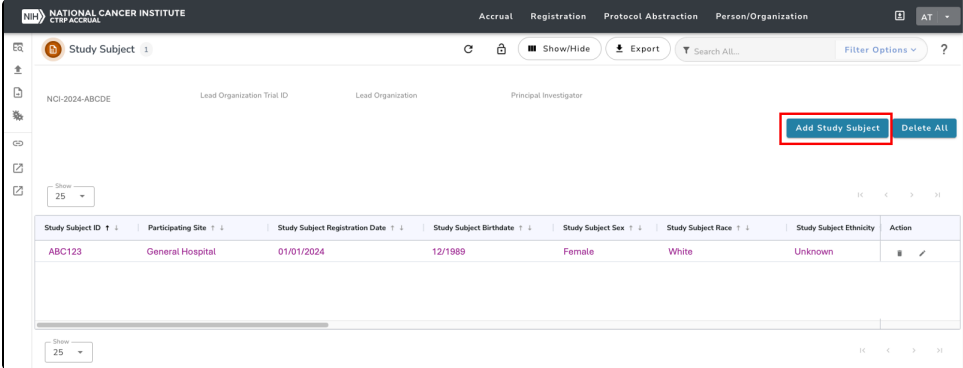 NIH NATIONAL CANCER INSTITUTE
CTRP ACCRUAL
Accrual Registration Protocol Abstraction Person/Organization AT
Study Subject 1 Show/Hide Export Search All... Filter Options ?
NCI-2024-ABCDE Lead Organization Trial ID Lead Organization Principal Investigator
Add Study Subject Delete All
Show
25
Study Subject ID Participating Site Study Subject Registration Date Study Subject Birthdate Study Subject Sex Study Subject Race Study Subject Ethnicity Action
ABC123 General Hospital 01/01/2024 12/1989 Female White Unknown
Show
25